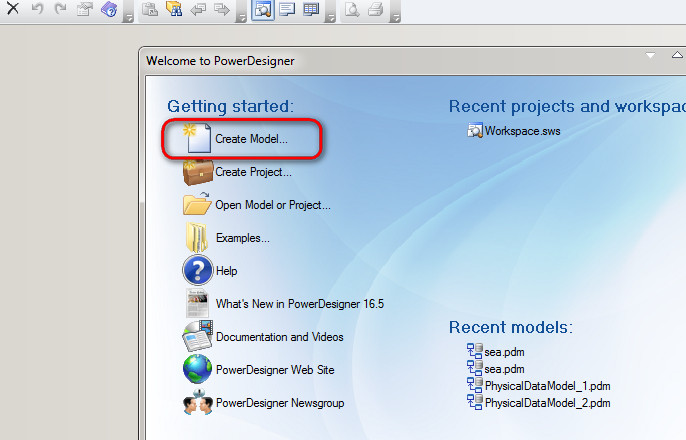 Welcome to PowerDesigner
Getting started:
Create Model...
Create Project...
Open Model or Project...
Examples...
Help
What's New in PowerDesigner 16.5
Documentation and Videos
PowerDesigner Web Site
PowerDesigner Newsgroup
Recent projects and workspac
Workspace.sws
Recent models:
sea.pdm
sea.pdm
PhysicalDataModel_1.pdm
PhysicalDataModel_2.pdm